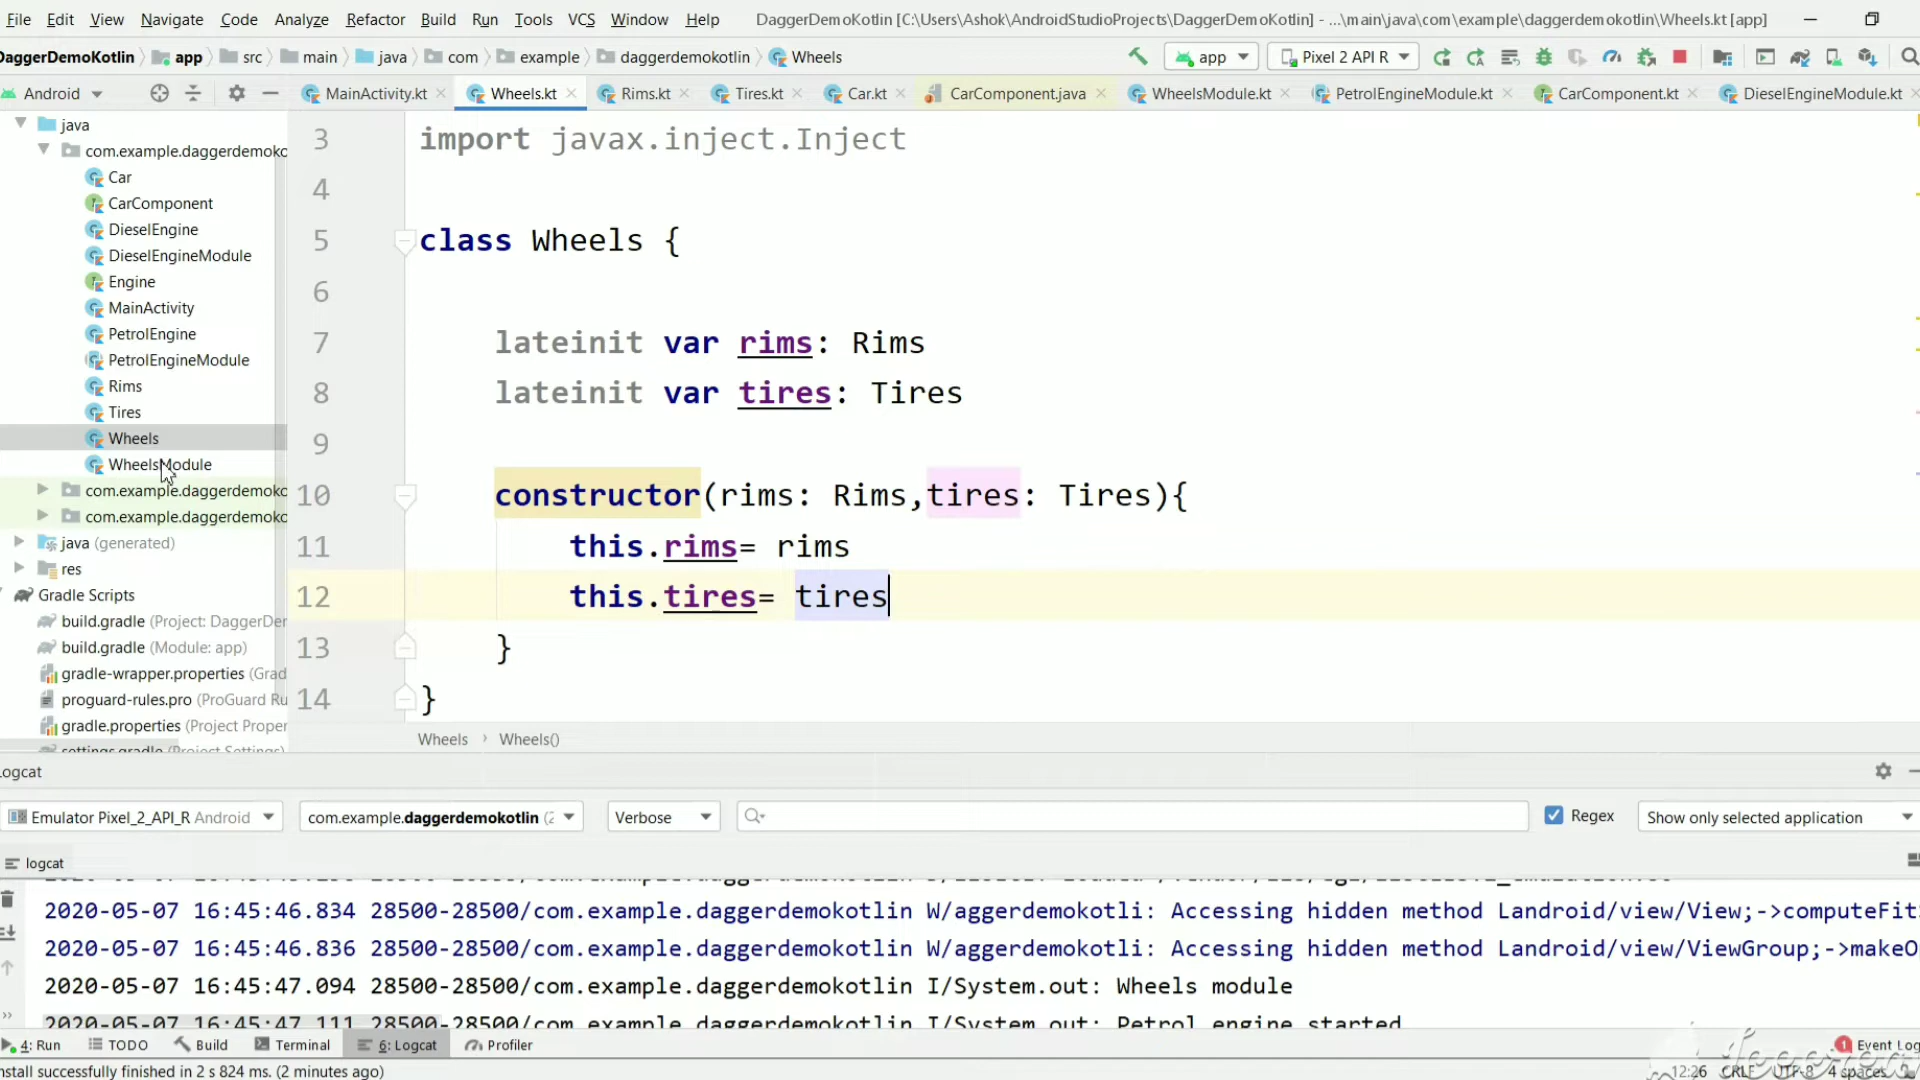 File Edit View Navigate Code Analyze Refactor Build Run Tools VCS Window Help DaggerDemoKotlin [C:\Users\Ashok\AndroidStudioProjects\DaggerDemoKotlin] - ...\main\java\com\example\daggerdemokotlin\Wheels.kt [app]
DaggerDemoKotlin app src main java com example daggerdemokotlin Wheels app Pixel 2 API R
Android MainActivity.kt Wheels.kt Rims.kt Tires.kt Car.kt CarComponent.java WheelsModule.kt PetrolEngineModule.kt CarComponent.kt DieselEngineModule.kt
java
com.example.daggerdemoko
Car
CarComponent
DieselEngine
DieselEngineModule
Engine
MainActivity
PetrolEngine
PetrolEngineModule
Rims
Tires
Wheels
WheelsModule
com.example.daggerdemoko
com.example.daggerdemoko
java (generated)
res
Gradle Scripts
build.gradle (Project: DaggerDer
build.gradle (Module: app)
gradle-wrapper.properties (Grad
proguard-rules.pro (ProGuard Ru
gradle.properties (Project Proper
settings.gradle (Project Settings)
3 import javax.inject.Inject
4
5 class Wheels {
6
7 lateinit var rims: Rims
8 lateinit var tires: Tires
9
10 constructor(rims: Rims,tires: Tires){
11 this.rims= rims
12 this.tires= tires
13 }
14 }
Wheels › Wheels()
ogcat
Emulator Pixel_2_API_R Android com.example.daggerdemokotlin (2 Verbose Regex Show only selected application
logcat
2020-05-07 16:45:46.834 28500-28500/com.example.daggerdemokotlin W/aggerdemokotli: Accessing hidden method Landroid/view/View;->computeFit
2020-05-07 16:45:46.836 28500-28500/com.example.daggerdemokotlin W/aggerdemokotli: Accessing hidden method Landroid/view/ViewGroup;->makeO
2020-05-07 16:45:47.094 28500-28500/com.example.daggerdemokotlin I/System.out: Wheels module
2020-05-07 16:45:47.111 28500-28500/com.example.daggerdemokotlin I/System.out: Petrol engine started
4: Run TODO Build Terminal 6: Logcat Profiler 1 Event Log
nstall successfully finished in 2 s 824 ms. (2 minutes ago) 12:26 CRLF UTF-8 4 spaces